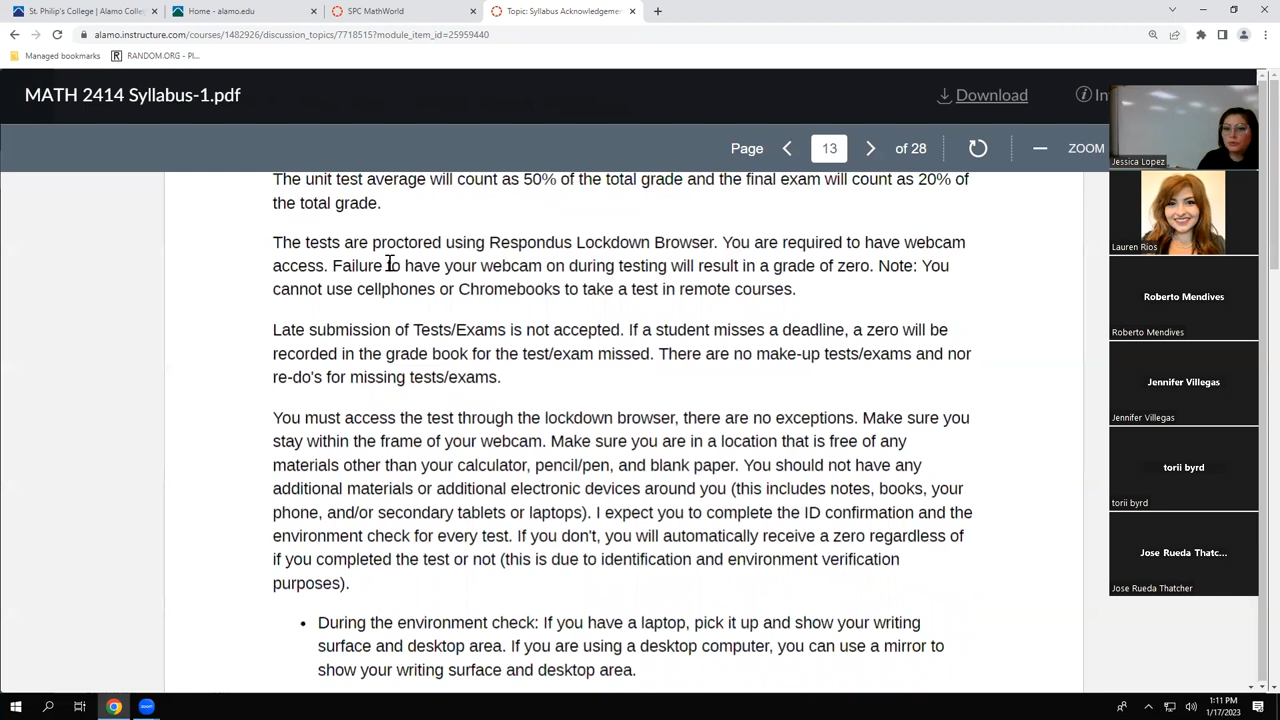 St. Philip's College | Alamo Colleg
Home - alamo.edu
SPC MathWorld
Topic: Syllabus Acknowledgemen
alamo.instructure.com/courses/1482926/discussion_topics/7718515?module_item_id=25959440
Managed bookmarks
RANDOM.ORG - Pl...
MATH 2414 Syllabus-1.pdf
Download
In
Page 13 of 28
ZOOM
The unit test average will count as 50% of the total grade and the final exam will count as 20% of
the total grade.
The tests are proctored using Respondus Lockdown Browser. You are required to have webcam
access. Failure to have your webcam on during testing will result in a grade of zero. Note: You
cannot use cellphones or Chromebooks to take a test in remote courses.
Late submission of Tests/Exams is not accepted. If a student misses a deadline, a zero will be
recorded in the grade book for the test/exam missed. There are no make-up tests/exams and nor
re-do's for missing tests/exams.
You must access the test through the lockdown browser, there are no exceptions. Make sure you
stay within the frame of your webcam. Make sure you are in a location that is free of any
materials other than your calculator, pencil/pen, and blank paper. You should not have any
additional materials or additional electronic devices around you (this includes notes, books, your
phone, and/or secondary tablets or laptops). I expect you to complete the ID confirmation and the
environment check for every test. If you don't, you will automatically receive a zero regardless of
if you completed the test or not (this is due to identification and environment verification
purposes).
• During the environment check: If you have a laptop, pick it up and show your writing
surface and desktop area. If you are using a desktop computer, you can use a mirror to
show your writing surface and desktop area.
Jessica Lopez
Lauren Rios
Roberto Mendives
Roberto Mendives
Jennifer Villegas
Jennifer Villegas
torii byrd
torii byrd
Jose Rueda Thatc...
Jose Rueda Thatcher
1:11 PM
1/17/2023